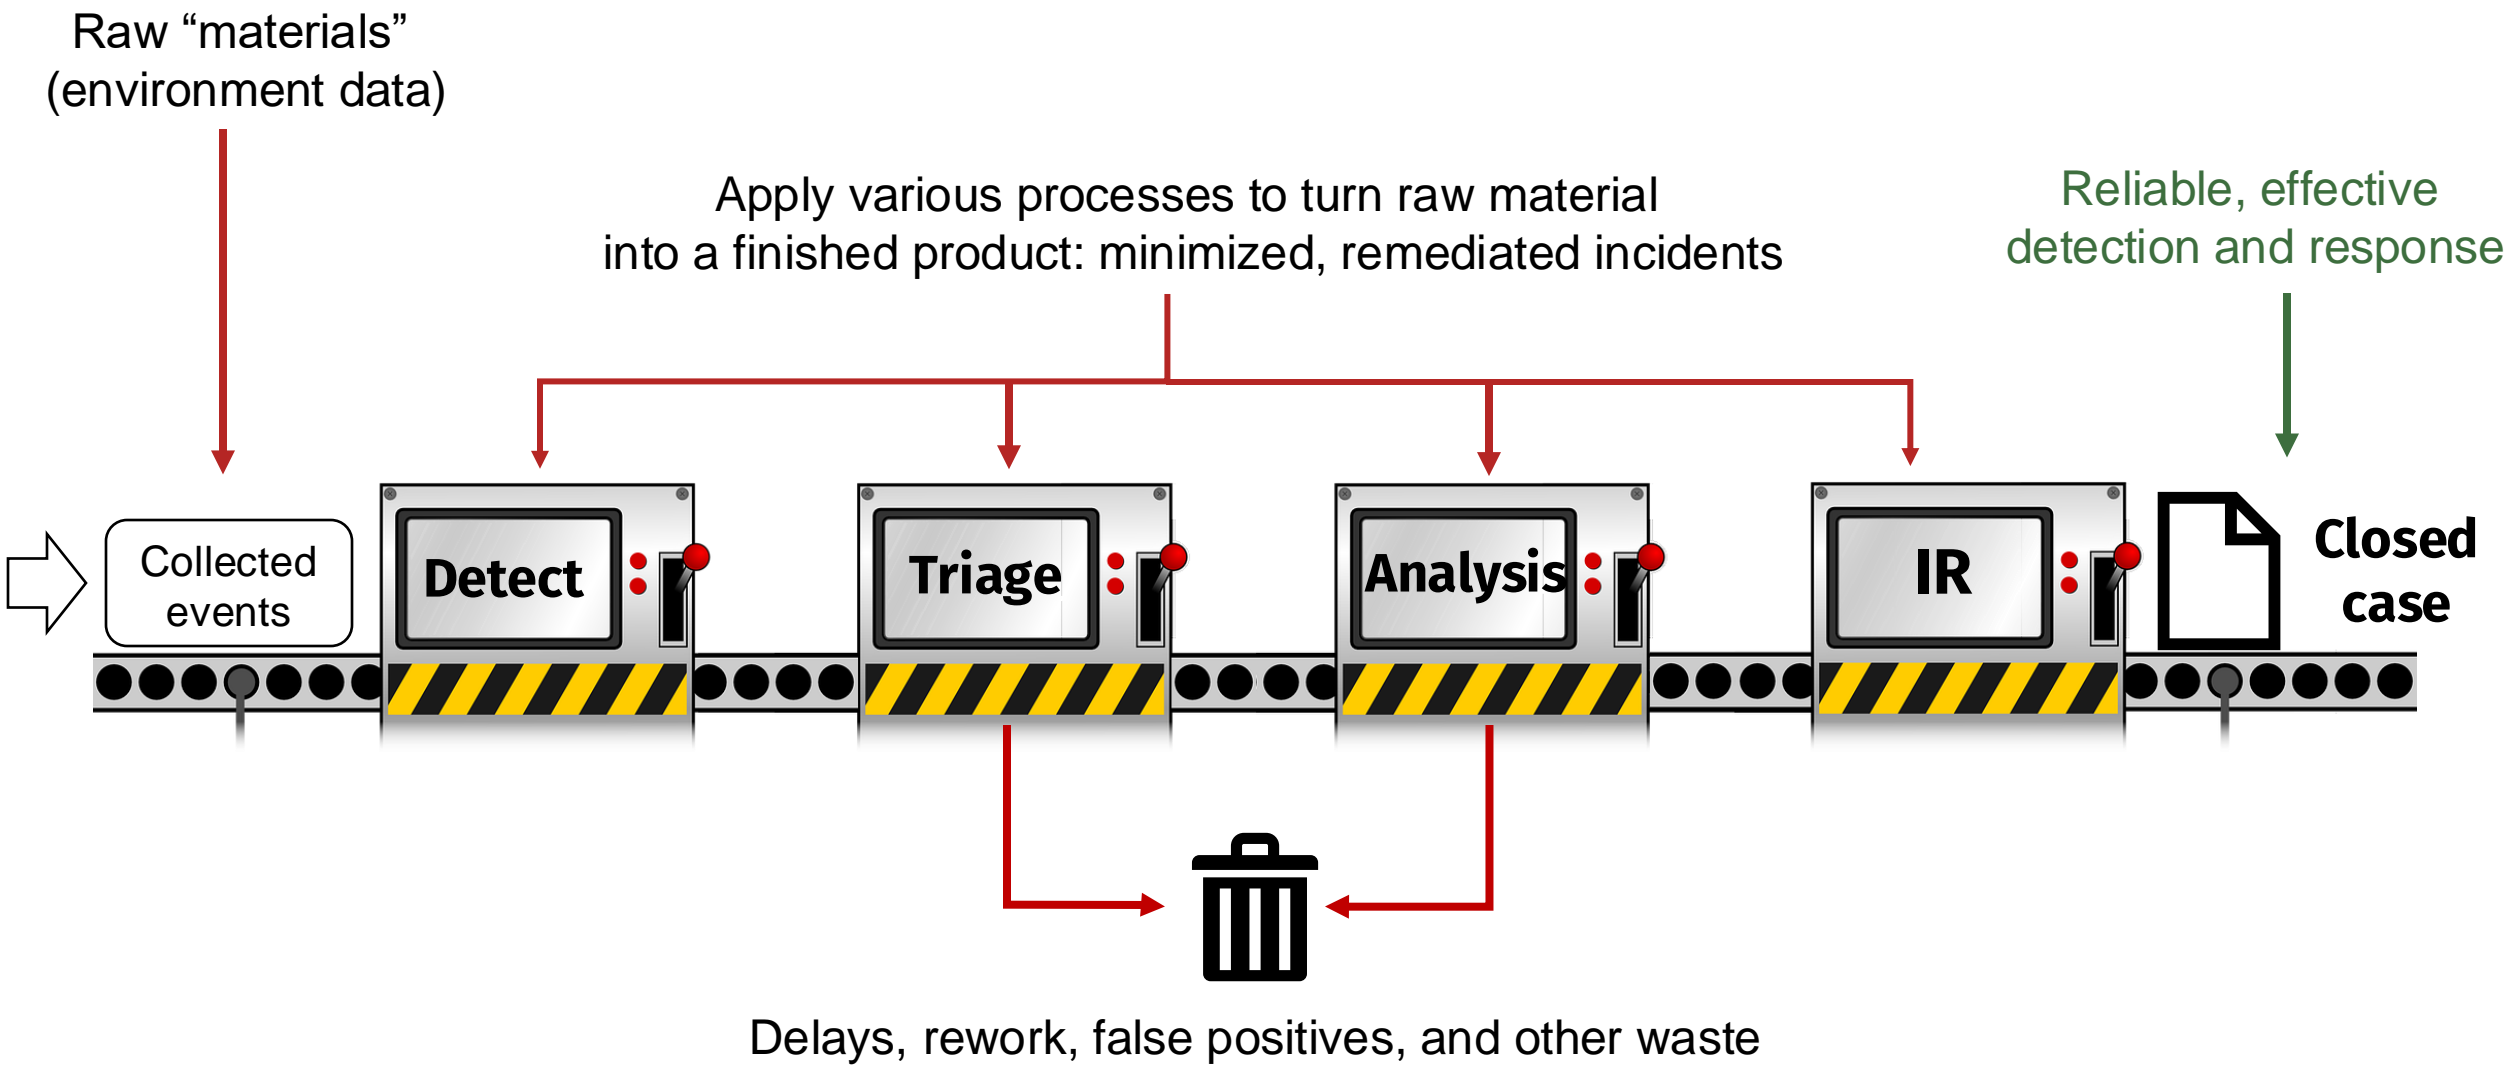 Raw “materials”
(environment data)
Apply various processes to turn raw material
into a finished product: minimized, remediated incidents
Reliable, effective
detection and response
Collected
events
Detect
Triage
Analysis
IR
Closed
case
Delays, rework, false positives, and other waste